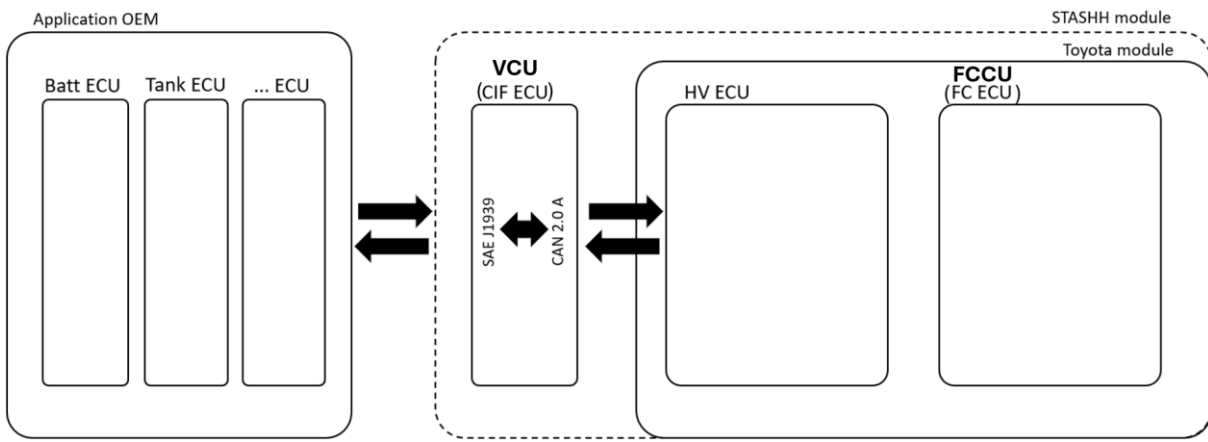 Application OEM
STASHH module
Toyota module
Batt ECU
Tank ECU
... ECU
VCU
(CIF ECU)
HV ECU
FCCU
(FC ECU)
SAE J1939
CAN 2.0 A